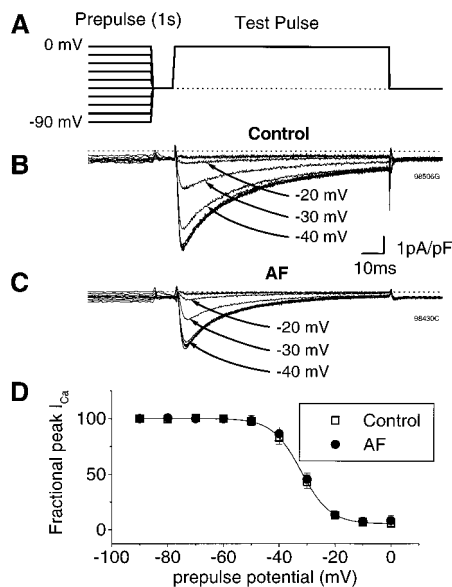 A
Prepulse (1s)
Test Pulse
0 mV
-90 mV
Control
B
98506G
-20 mV
-30 mV
-40 mV
1pA/pF
10ms
AF
C
98430C
-20 mV
-30 mV
-40 mV
D
Fractional peak ICa
100
50
0
Control
AF
-100 -80 -60 -40 -20 0
prepulse potential (mV)